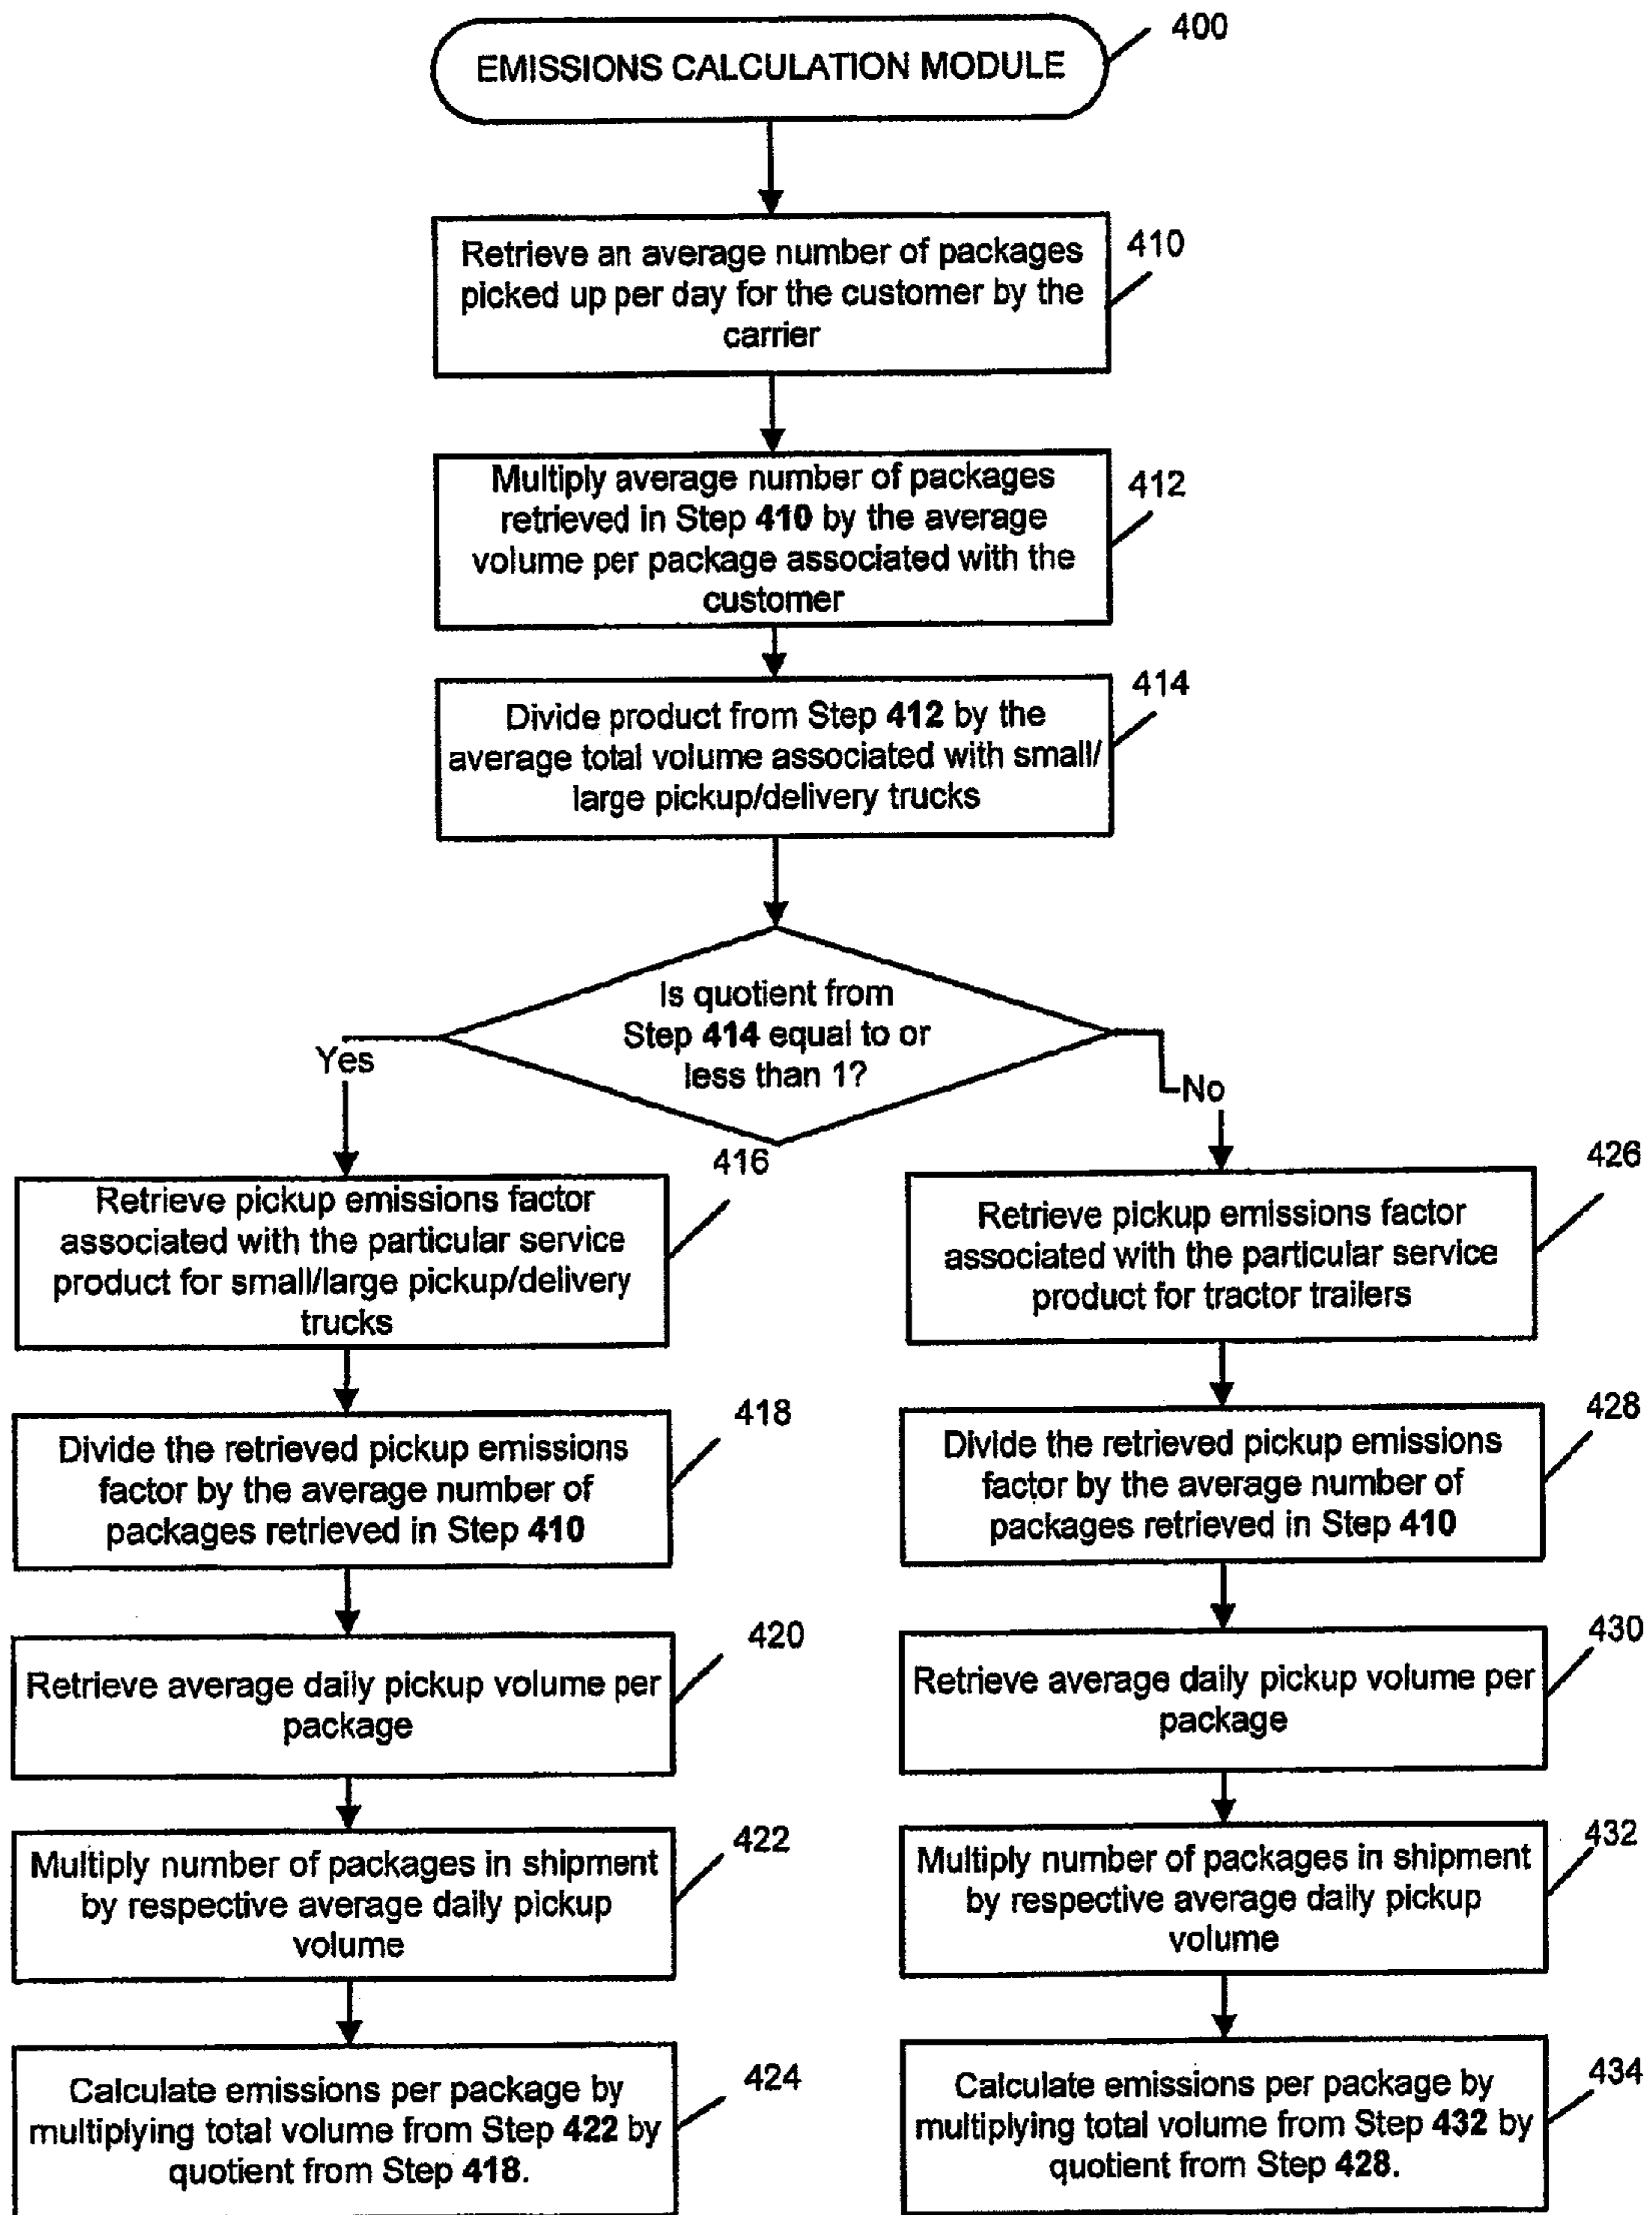 400
EMISSIONS CALCULATION MODULE
410
Retrieve an average number of packages
picked up per day for the customer by the
carrier
412
Multiply average number of packages
retrieved in Step 410 by the average
volume per package associated with the
customer
414
Divide product from Step 412 by the
average total volume associated with small/
large pickup/delivery trucks
Is quotient from
Step 414 equal to or
less than 1?
Yes
No
416
Retrieve pickup emissions factor
associated with the particular service
product for small/large pickup/delivery
trucks
418
Divide the retrieved pickup emissions
factor by the average number of
packages retrieved in Step 410
420
Retrieve average daily pickup volume per
package
422
Multiply number of packages in shipment
by respective average daily pickup
volume
424
Calculate emissions per package by
multiplying total volume from Step 422 by
quotient from Step 418.
426
Retrieve pickup emissions factor
associated with the particular service
product for tractor trailers
428
Divide the retrieved pickup emissions
factor by the average number of
packages retrieved in Step 410
430
Retrieve average daily pickup volume per
package
432
Multiply number of packages in shipment
by respective average daily pickup
volume
434
Calculate emissions per package by
multiplying total volume from Step 432 by
quotient from Step 428.